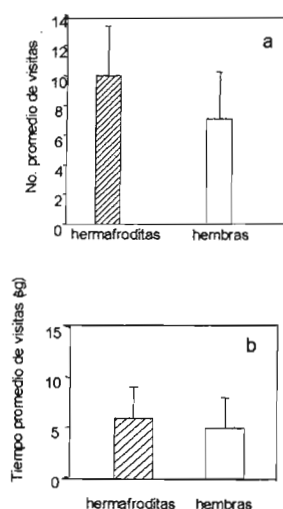 14
a
12
10
8
6
4
2
0
No. promedio de visitas
hermafroditas hembras
15
b
10
5
0
Tiempo promedio de visitas (sg)
hermafroditas hembras